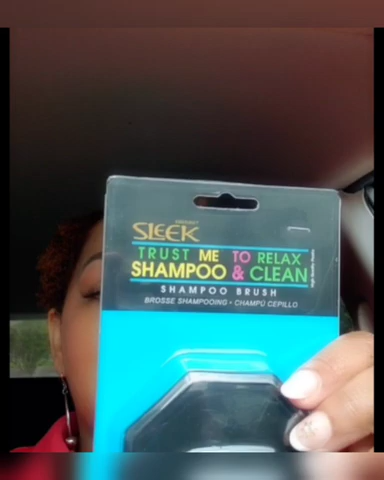 SLEEK
TRUST ME TO RELAX
SHAMPOO & CLEAN
SHAMPOO BRUSH
BROSSE SHAMPOOING • CHAMPÚ CEPILLO